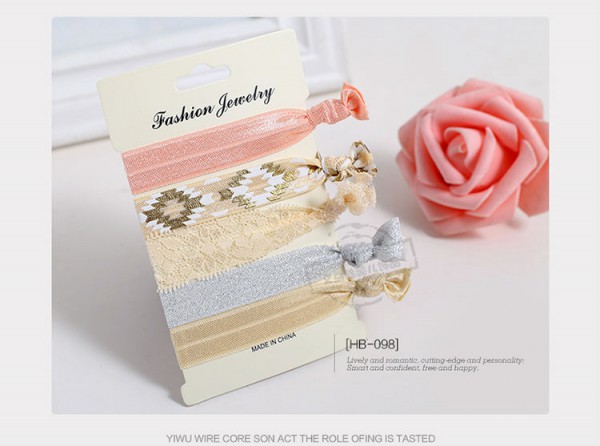 Fashion Jewelry
MADE IN CHINA
[HB-098]
Lively and romantic, cutting-edge and personality.
Smart and confident, free and happy.
YIWU WIRE CORE SON ACT THE ROLE OFING IS TASTED